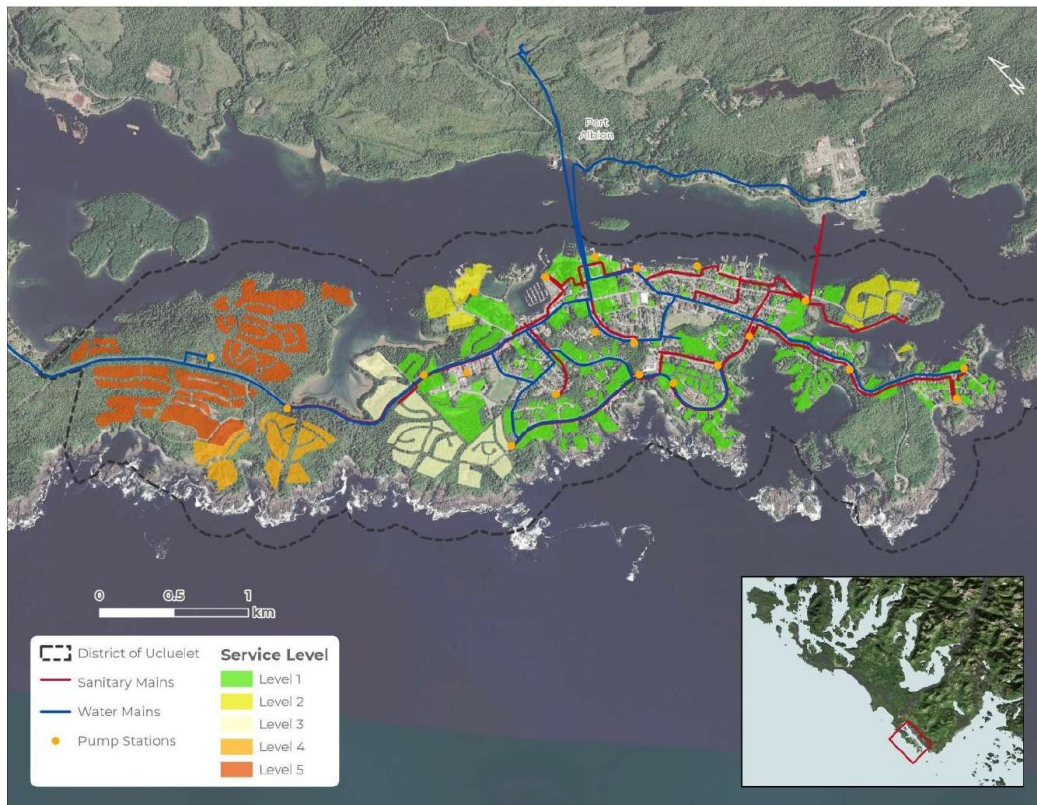 N
Port
Albion
0 0.5 1
km
District of Ucluelet
Sanitary Mains
Water Mains
Pump Stations
Service Level
Level 1
Level 2
Level 3
Level 4
Level 5